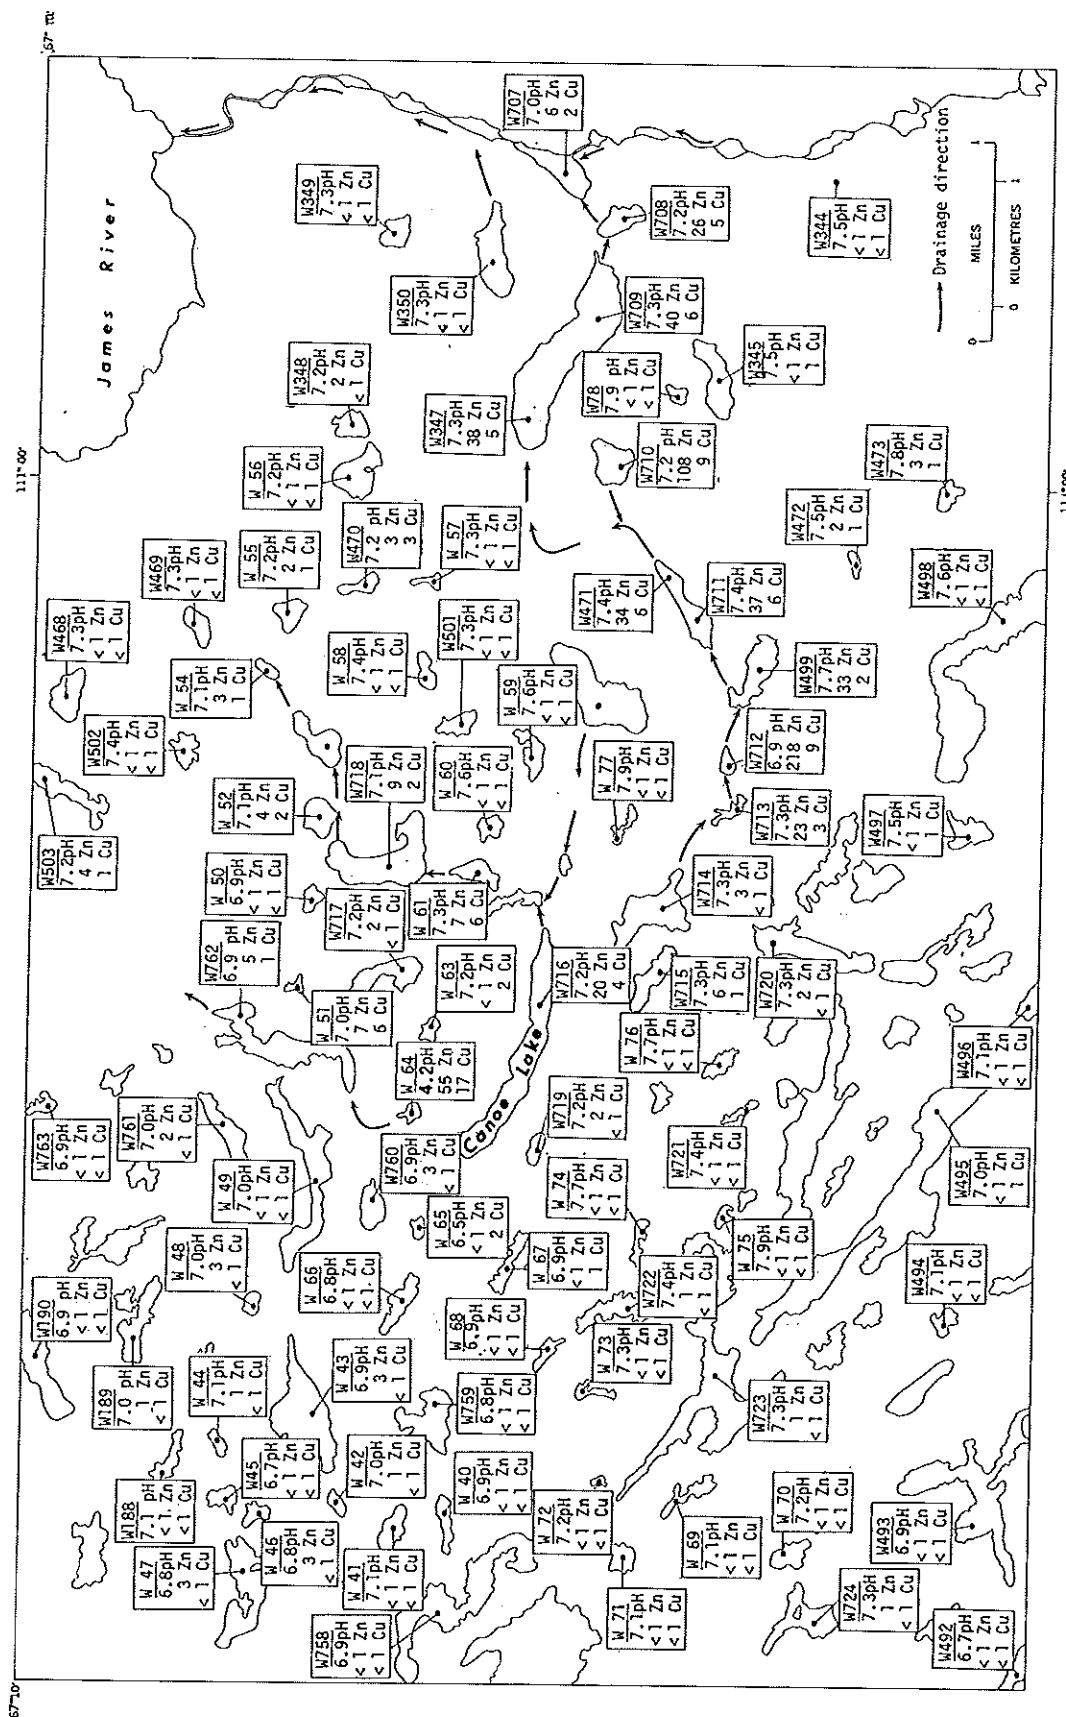 67° 10'
67° 
James River
111° 00'
W349
7.3pH
<1 Zn
<1 Cu
W707
7.0pH
6 Zn
2 Cu
W350
7.3pH
<1 Zn
<1 Cu
W708
7.2pH
26 Zn
5 Cu
W344
7.5pH
<1 Zn
<1 Cu
Drainage direction
0 1
MILES
0 1
KILOMETRES
W348
7.2pH
2 Zn
<1 Cu
W347
7.3pH
38 Zn
5 Cu
W709
7.3pH
40 Zn
6 Cu
W78
7.9 pH
<1 Zn
<1 Cu
W345
7.5pH
<1 Zn
1 Cu
W 56
7.2pH
<1 Zn
<1 Cu
W710
7.2 pH
108 Zn
9 Cu
W473
7.8pH
3 Zn
1 Cu
W469
7.3pH
<1 Zn
<1 Cu
W 55
7.2pH
2 Zn
1 Cu
W470
7.2 pH
3 Zn
3 Cu
W 57
7.3pH
<1 Zn
<1 Cu
W472
7.5pH
2 Zn
1 Cu
W468
7.3pH
<1 Zn
<1 Cu
W 54
7.1pH
3 Zn
1 Cu
W 58
7.4pH
<1 Zn
<1 Cu
W501
7.3pH
<1 Zn
<1 Cu
W471
7.4pH
34 Zn
6 Cu
W711
7.4pH
37 Zn
6 Cu
W498
7.6pH
<1 Zn
<1 Cu
W502
7.4pH
<1 Zn
<1 Cu
W 59
7.6pH
<1 Zn
<1 Cu
W499
7.7pH
33 Zn
2 Cu
W503
7.2pH
4 Zn
1 Cu
W 52
7.1pH
4 Zn
2 Cu
W718
7.1pH
9 Zn
2 Cu
W 60
7.6pH
<1 Zn
<1 Cu
W 77
7.9pH
<1 Zn
<1 Cu
W712
6.9 pH
218 Zn
9 Cu
W713
7.3pH
23 Zn
3 Cu
W497
7.5pH
<1 Zn
1 Cu
W 50
6.9pH
<1 Zn
<1 Cu
W717
7.2pH
2 Zn
<1 Cu
W 61
7.3pH
7 Zn
6 Cu
W714
7.3pH
3 Zn
<1 Cu
W762
6.9 pH
5 Zn
1 Cu
W 51
7.0pH
7 Zn
6 Cu
W 63
7.2pH
<1 Zn
2 Cu
W716
7.2pH
20 Zn
4 Cu
W715
7.3pH
6 Zn
1 Cu
W720
7.3pH
2 Zn
<1 Cu
W 64
4.2pH
55 Zn
17 Cu
Canoe Lake
W 76
7.7pH
<1 Zn
<1 Cu
W496
7.1pH
<1 Zn
<1 Cu
W763
6.9pH
<1 Zn
<1 Cu
W761
7.0pH
2 Zn
<1 Cu
W 49
7.0pH
<1 Zn
<1 Cu
W760
6.9pH
3 Zn
<1 Cu
W719
7.2pH
2 Zn
<1 Cu
W721
7.4pH
<1 Zn
<1 Cu
W495
7.0pH
<1 Zn
<1 Cu
W 48
7.0pH
3 Zn
<1 Cu
W 65
6.5pH
<1 Zn
2 Cu
W 74
7.7pH
<1 Zn
<1 Cu
W 75
7.9pH
<1 Zn
<1 Cu
W190
6.9 pH
<1 Zn
<1 Cu
W 66
6.8pH
<1 Zn
<1 Cu
W 67
6.9pH
<1 Zn
1 Cu
W722
7.4pH
1 Zn
1 Cu
W494
7.1pH
<1 Zn
<1 Cu
W189
7.0 pH
1 Zn
<1 Cu
W 44
7.1pH
1 Zn
<1 Cu
W 43
6.9pH
3 Zn
<1 Cu
W 68
6.9pH
<1 Zn
<1 Cu
W 73
7.3pH
<1 Zn
<1 Cu
W723
7.3pH
1 Zn
<1 Cu
W188
7.1 pH
<1 Zn
<1 Cu
W45
6.7pH
<1 Zn
<1 Cu
W 42
7.0pH
1 Zn
<1 Cu
W759
6.8pH
<1 Zn
<1 Cu
W 40
6.9pH
<1 Zn
<1 Cu
W 47
6.8pH
3 Zn
<1 Cu
W 46
6.8pH
3 Zn
<1 Cu
W 41
7.1pH
<1 Zn
<1 Cu
W 72
7.2pH
<1 Zn
<1 Cu
W 69
7.1pH
<1 Zn
<1 Cu
W 70
7.2pH
<1 Zn
<1 Cu
W493
6.9pH
<1 Zn
<1 Cu
W758
6.9pH
<1 Zn
<1 Cu
W 71
7.1pH
<1 Zn
<1 Cu
W724
7.3pH
1 Zn
<1 Cu
W492
6.7pH
<1 Zn
<1 Cu